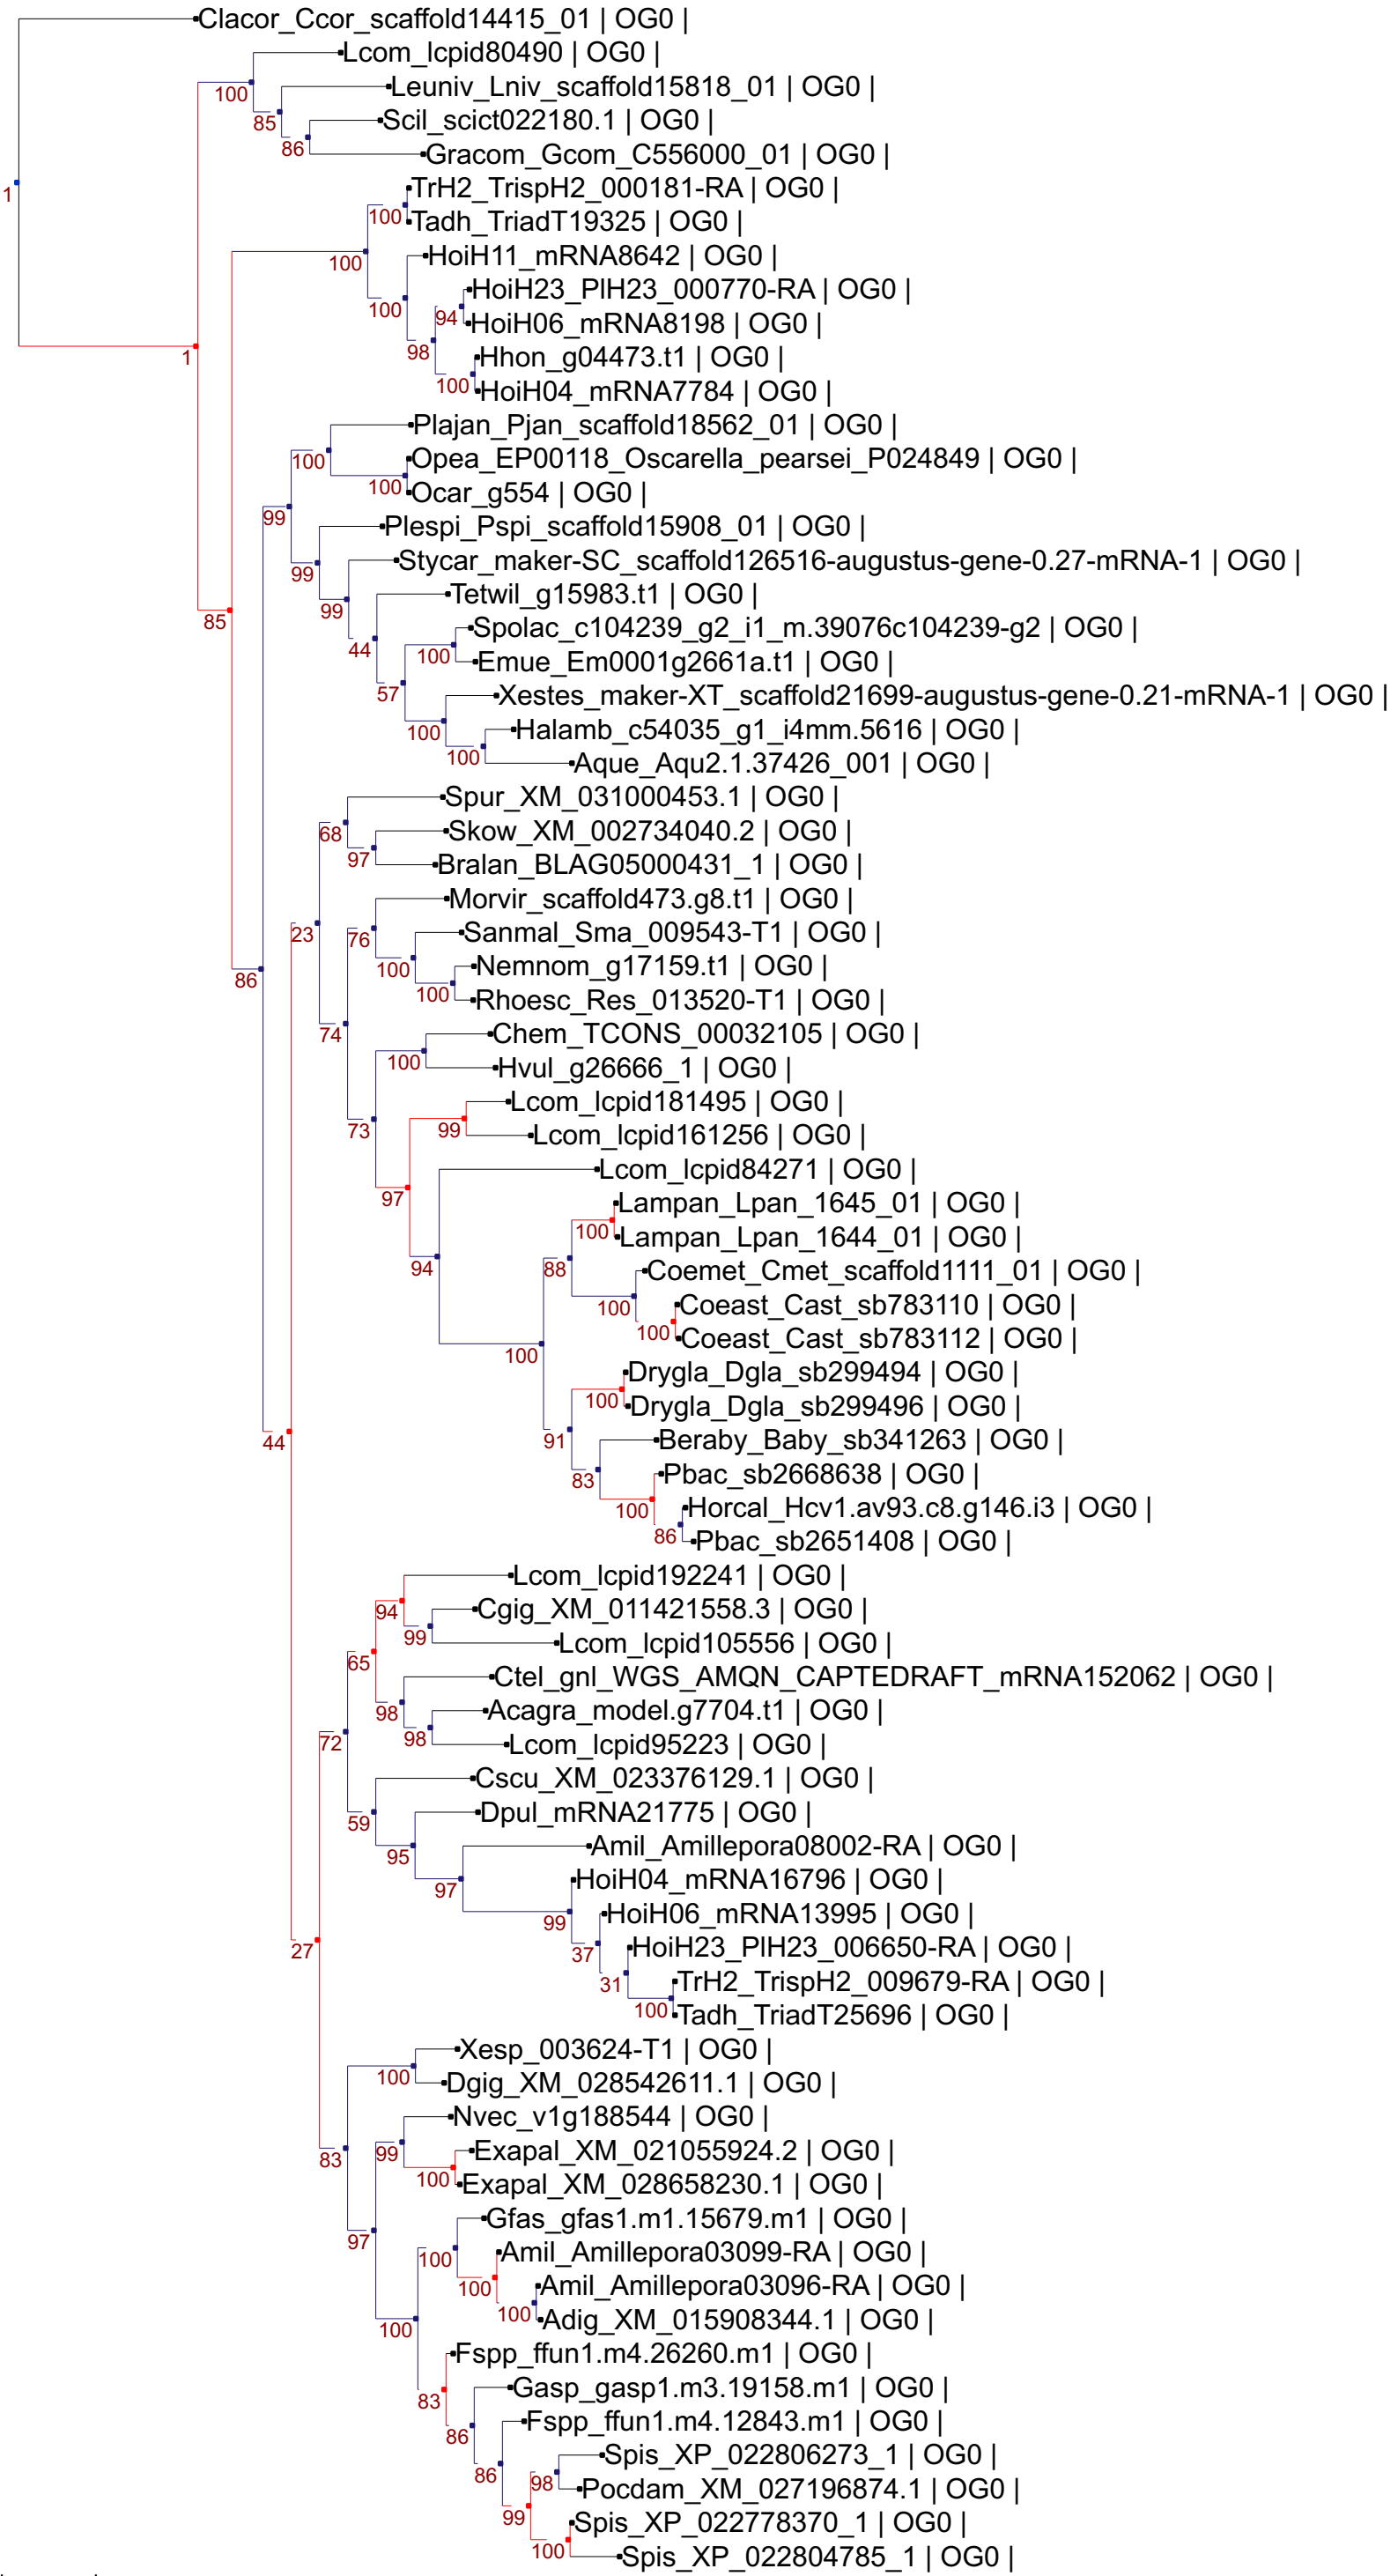 Clacor_Ccor_scaffold14415_01 | OG0 |
Lcom_lcpid80490 | OG0 |
100
Leuniv_Lniv_scaffold15818_01 | OG0 |
85
Scil_scict022180.1 | OG0 |
86
Gracom_Gcom_C556000_01 | OG0 |
1
TrH2_TrispH2_000181-RA | OG0 |
100
Tadh_TriadT19325 | OG0 |
100
HoiH11_mRNA8642 | OG0 |
HoiH23_PlH23_000770-RA | OG0 |
100
94
HoiH06_mRNA8198 | OG0 |
1
98
Hhon_g04473.t1 | OG0 |
100
HoiH04_mRNA7784 | OG0 |
Plajan_Pjan_scaffold18562_01 | OG0 |
100
Opea_EP00118_Oscarella_pearsei_P024849 | OG0 |
100
Ocar_g554 | OG0 |
99
Plespi_Pspi_scaffold15908_01 | OG0 |
99
Stycar_maker-SC_scaffold126516-augustus-gene-0.27-mRNA-1 | OG0 |
99
Tetwil_g15983.t1 | OG0 |
85
Spolac_c104239_g2_i1_m.39076c104239-g2 | OG0 |
44
100
Emue_Em0001g2661a.t1 | OG0 |
57
Xestes_maker-XT_scaffold21699-augustus-gene-0.21-mRNA-1 | OG0 |
100
Halamb_c54035_g1_i4mm.5616 | OG0 |
100
Aque_Aqu2.1.37426_001 | OG0 |
Spur_XM_031000453.1 | OG0 |
68
Skow_XM_002734040.2 | OG0 |
97
Bralan_BLAG05000431_1 | OG0 |
Morvir_scaffold473.g8.t1 | OG0 |
23
76
Sanmal_Sma_009543-T1 | OG0 |
100
Nemnom_g17159.t1 | OG0 |
86
100
Rhoesc_Res_013520-T1 | OG0 |
74
Chem_TCONS_00032105 | OG0 |
100
Hvul_g26666_1 | OG0 |
Lcom_lcpid181495 | OG0 |
73
99
Lcom_lcpid161256 | OG0 |
Lcom_lcpid84271 | OG0 |
97
Lampan_Lpan_1645_01 | OG0 |
100
Lampan_Lpan_1644_01 | OG0 |
94
88
Coemet_Cmet_scaffold1111_01 | OG0 |
100
Coeast_Cast_sb783110 | OG0 |
100
Coeast_Cast_sb783112 | OG0 |
100
Drygla_Dgla_sb299494 | OG0 |
100
Drygla_Dgla_sb299496 | OG0 |
44
91
Beraby_Baby_sb341263 | OG0 |
83
Pbac_sb2668638 | OG0 |
100
Horcal_Hcv1.av93.c8.g146.i3 | OG0 |
86
Pbac_sb2651408 | OG0 |
Lcom_lcpid192241 | OG0 |
94
Cgig_XM_011421558.3 | OG0 |
99
Lcom_lcpid105556 | OG0 |
65
Ctel_gnl_WGS_AMQN_CAPTEDRAFT_mRNA152062 | OG0 |
98
Acagra_model.g7704.t1 | OG0 |
72
98
Lcom_lcpid95223 | OG0 |
Cscu_XM_023376129.1 | OG0 |
59
Dpul_mRNA21775 | OG0 |
95
Amil_Amillepora08002-RA | OG0 |
97
HoiH04_mRNA16796 | OG0 |
99
HoiH06_mRNA13995 | OG0 |
27
37
HoiH23_PlH23_006650-RA | OG0 |
31
TrH2_TrispH2_009679-RA | OG0 |
100
Tadh_TriadT25696 | OG0 |
Xesp_003624-T1 | OG0 |
100
Dgig_XM_028542611.1 | OG0 |
Nvec_v1g188544 | OG0 |
83
99
Exapal_XM_021055924.2 | OG0 |
100
Exapal_XM_028658230.1 | OG0 |
Gfas_gfas1.m1.15679.m1 | OG0 |
97
100
Amil_Amillepora03099-RA | OG0 |
100
Amil_Amillepora03096-RA | OG0 |
100
100
Adig_XM_015908344.1 | OG0 |
Fspp_ffun1.m4.26260.m1 | OG0 |
83
Gasp_gasp1.m3.19158.m1 | OG0 |
86
Fspp_ffun1.m4.12843.m1 | OG0 |
86
Spis_XP_022806273_1 | OG0 |
98
Pocdam_XM_027196874.1 | OG0 |
99
Spis_XP_022778370_1 | OG0 |
100
Spis_XP_022804785_1 | OG0 |